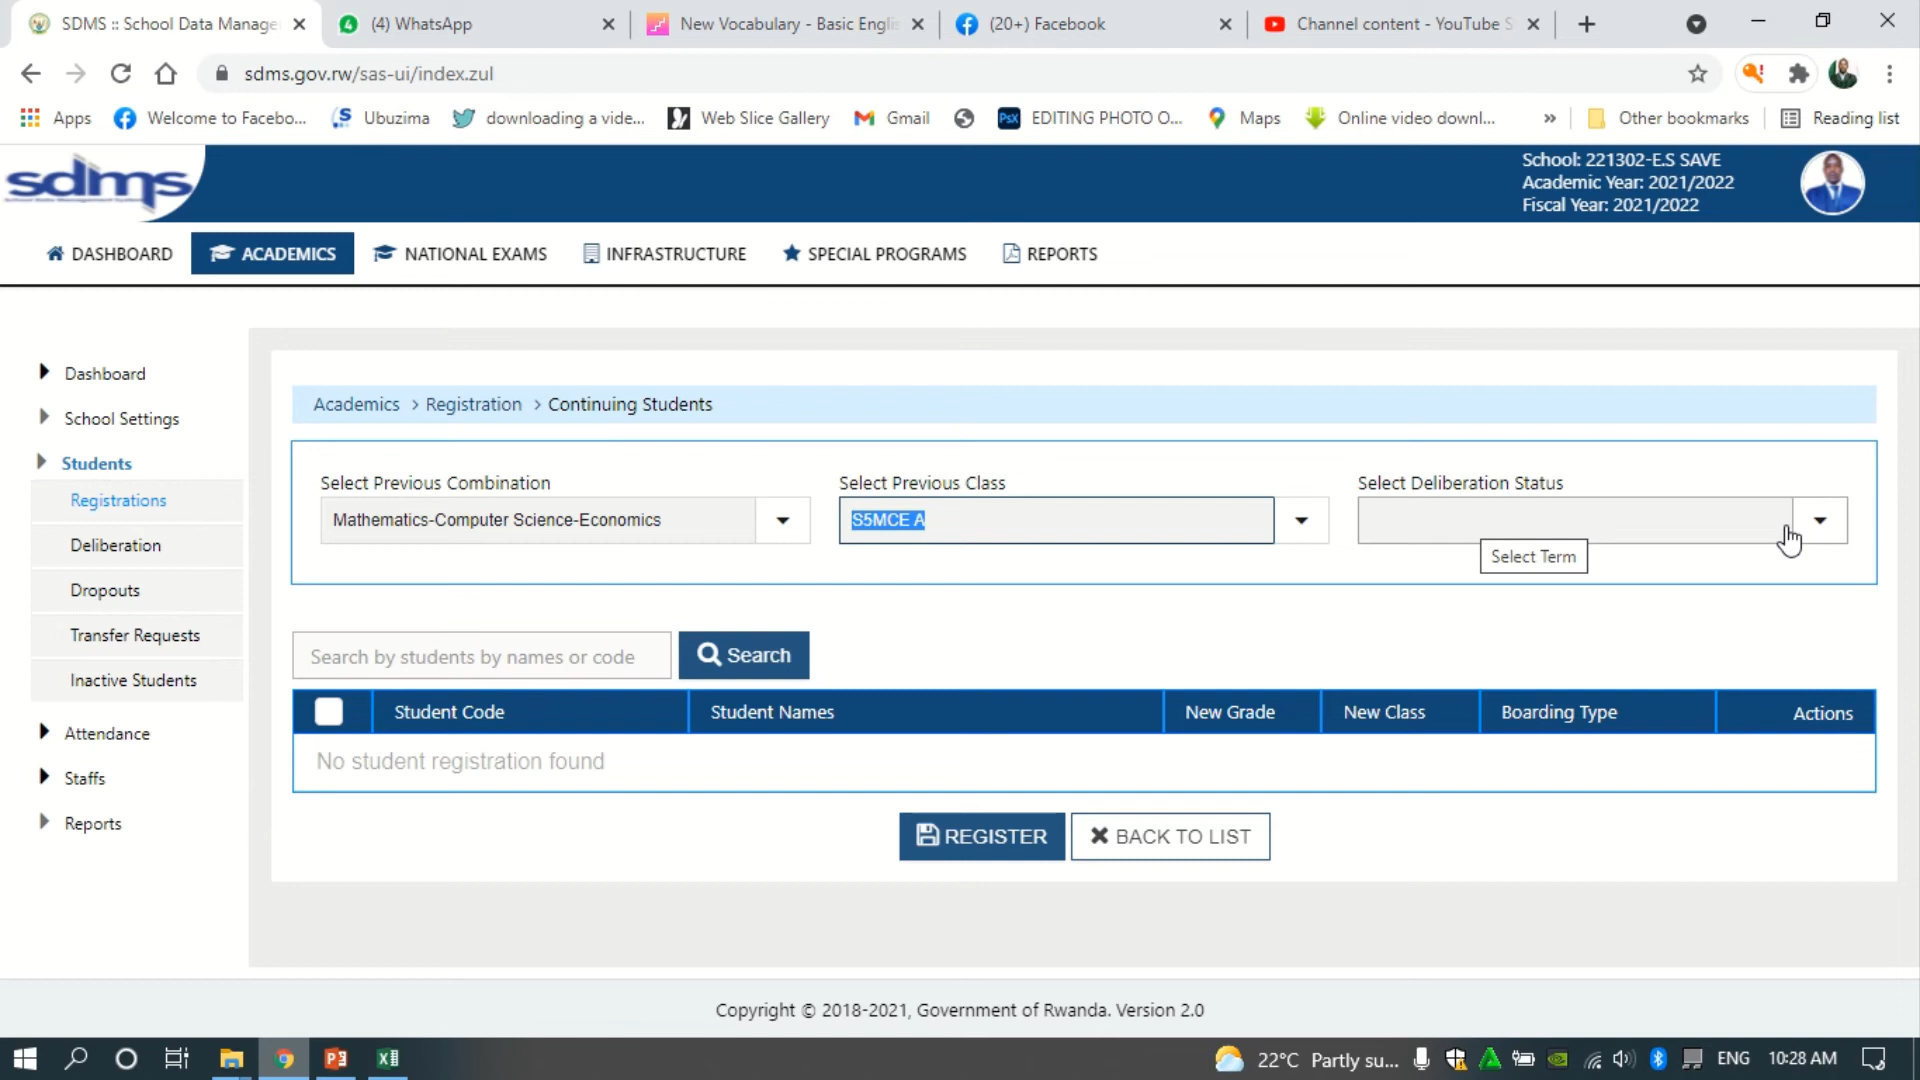 SDMS :: School Data Manage
(4) WhatsApp
New Vocabulary - Basic Englis
(20+) Facebook
Channel content - YouTube S
sdms.gov.rw/sas-ui/index.zul
Apps
Welcome to Facebo...
Ubuzima
downloading a vide...
Web Slice Gallery
Gmail
EDITING PHOTO O...
Maps
Online video downl...
»
Other bookmarks
Reading list
sdms
School: 221302-E.S SAVE
Academic Year: 2021/2022
Fiscal Year: 2021/2022
DASHBOARD
ACADEMICS
NATIONAL EXAMS
INFRASTRUCTURE
SPECIAL PROGRAMS
REPORTS
Dashboard
School Settings
Students
Registrations
Deliberation
Dropouts
Transfer Requests
Inactive Students
Attendance
Staffs
Reports
Academics > Registration > Continuing Students
Select Previous Combination
Mathematics-Computer Science-Economics
Select Previous Class
S5MCE A
Select Deliberation Status
Select Term
Search by students by names or code
Search
Student Code
Student Names
New Grade
New Class
Boarding Type
Actions
No student registration found
REGISTER
BACK TO LIST
Copyright © 2018-2021, Government of Rwanda. Version 2.0
22°C Partly su...
ENG
10:28 AM